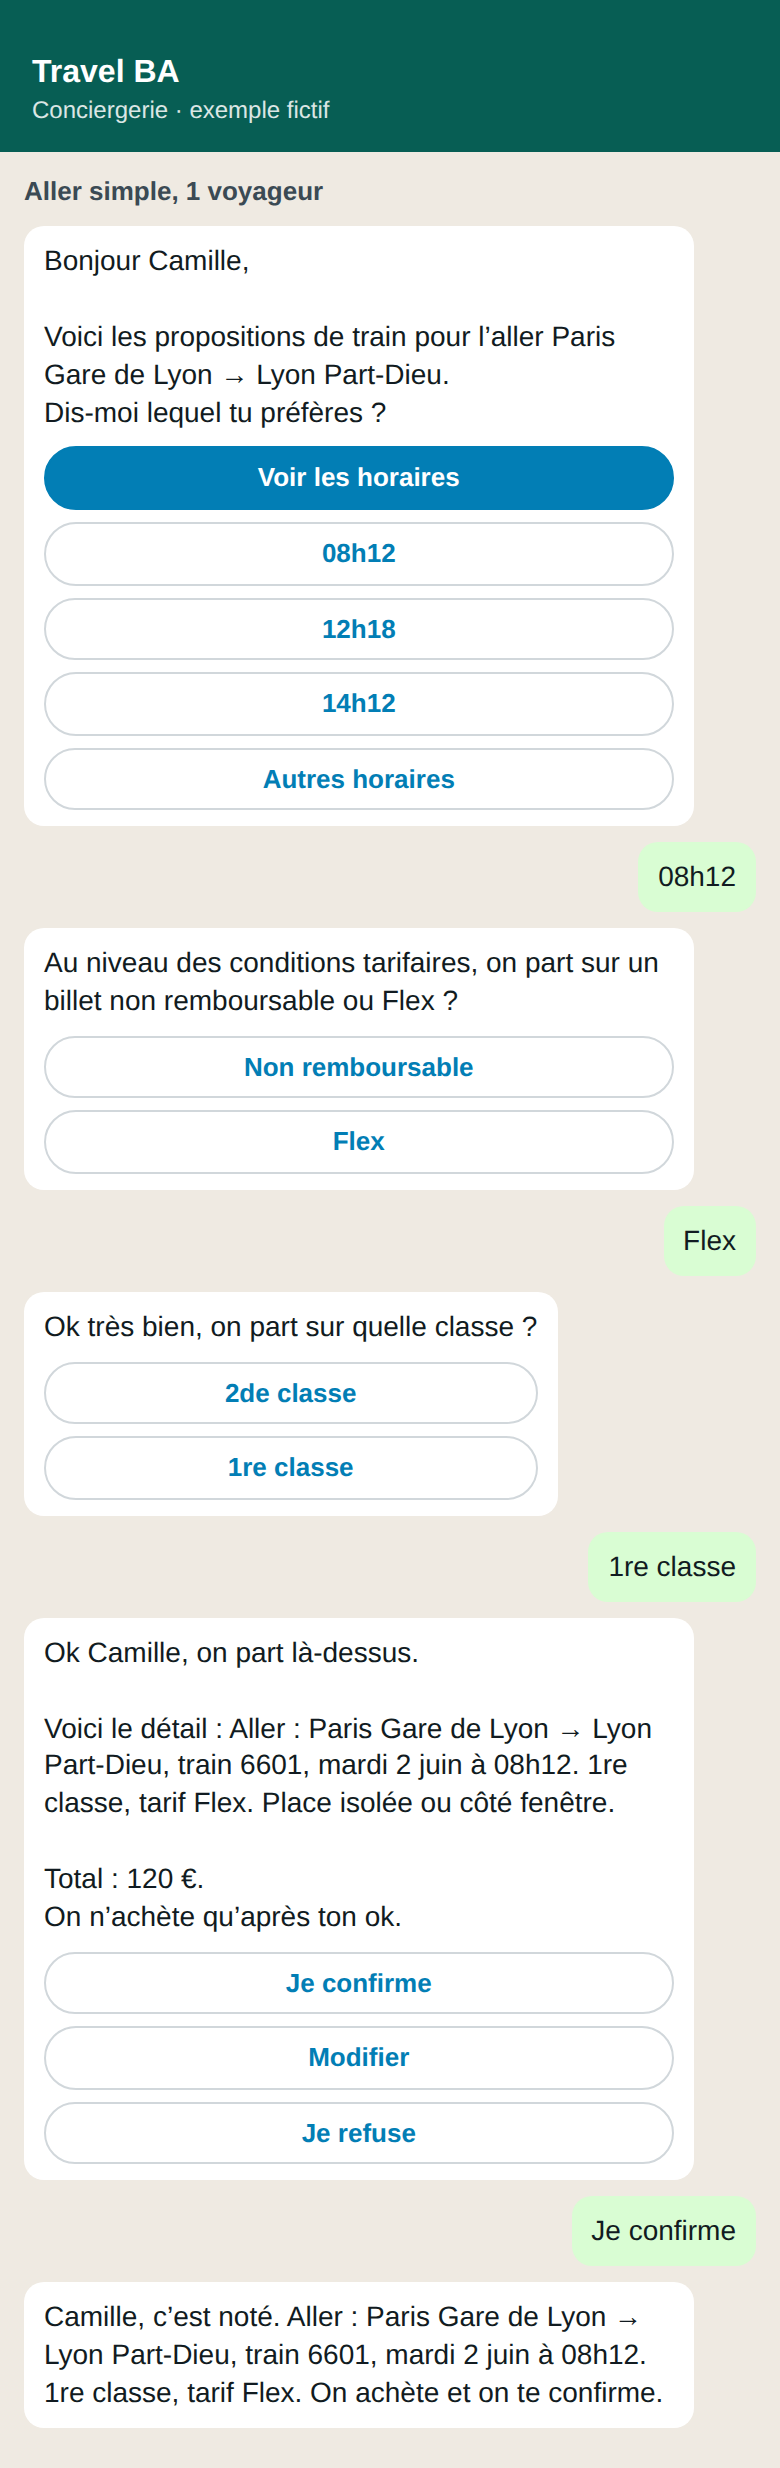 Travel BA
Conciergerie · exemple fictif
Aller simple, 1 voyageur
Bonjour Camille,
Voici les propositions de train pour l’aller Paris
Gare de Lyon → Lyon Part-Dieu.
Dis-moi lequel tu préfères ?
Voir les horaires
08h12
12h18
14h12
Autres horaires
08h12
Au niveau des conditions tarifaires, on part sur un
billet non remboursable ou Flex ?
Non remboursable
Flex
Flex
Ok très bien, on part sur quelle classe ?
2de classe
1re classe
1re classe
Ok Camille, on part là-dessus.
Voici le détail : Aller : Paris Gare de Lyon → Lyon
Part-Dieu, train 6601, mardi 2 juin à 08h12. 1re
classe, tarif Flex. Place isolée ou côté fenêtre.
Total : 120 €.
On n’achète qu’après ton ok.
Je confirme
Modifier
Je refuse
Je confirme
Camille, c’est noté. Aller : Paris Gare de Lyon →
Lyon Part-Dieu, train 6601, mardi 2 juin à 08h12.
1re classe, tarif Flex. On achète et on te confirme.